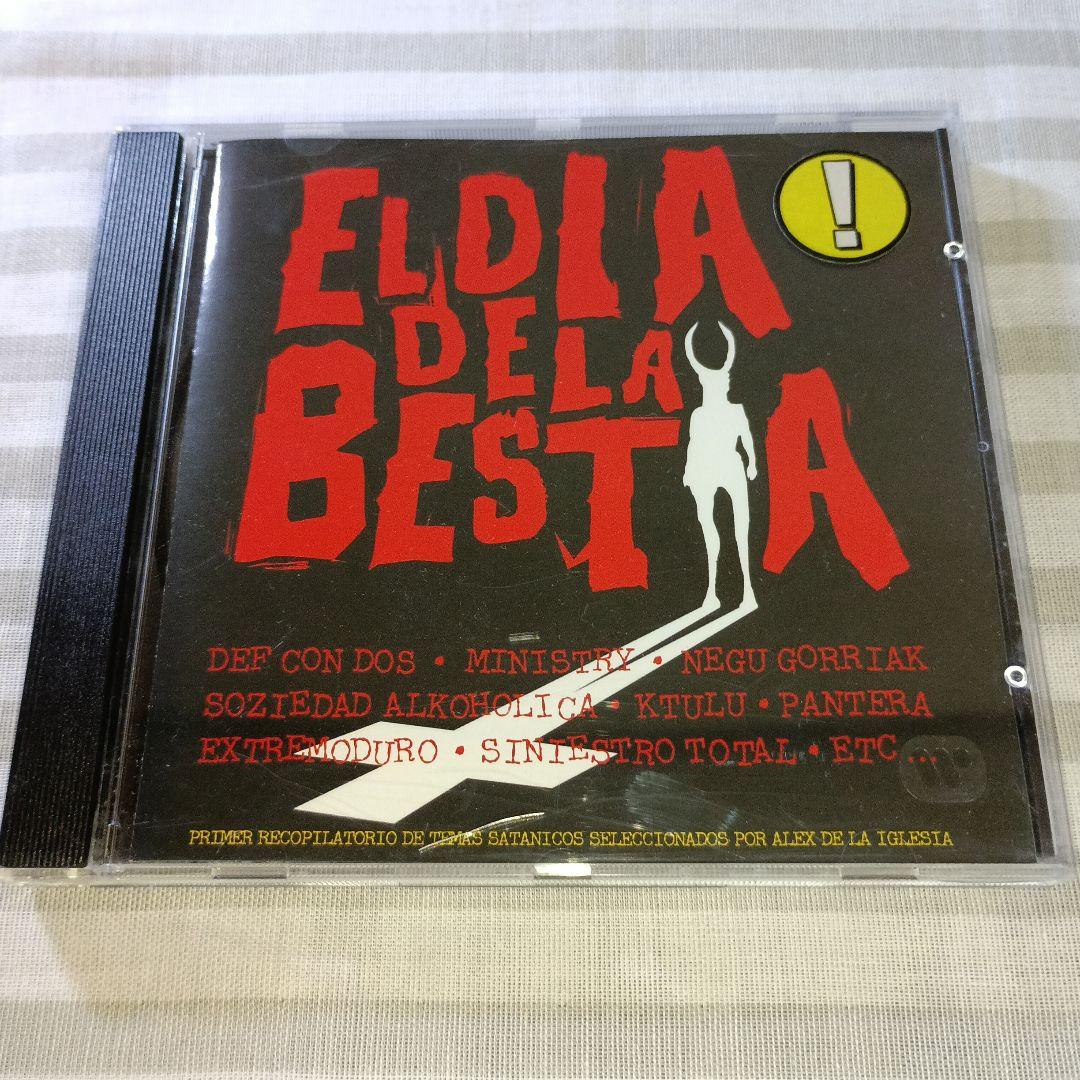 EL DIA
DE LA
BESTIA
!
DEF CON DOS • MINISTRY • NEGU GORRIAK
SOZIEDAD ALKOHOLICA • KTULU • PANTERA
EXTREMODURO • SINIESTRO TOTAL • ETC...
PRIMER RECOPILATORIO DE TEMAS SATANICOS SELECCIONADOS POR ALEX DE LA IGLESIA